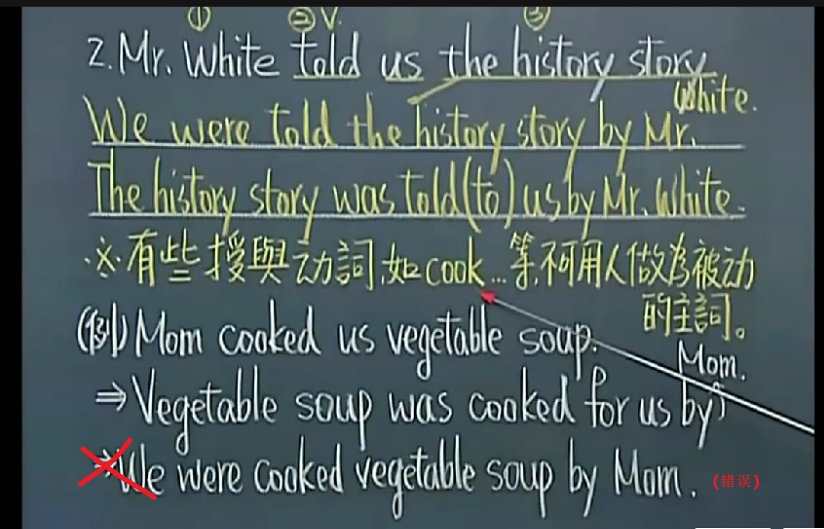 ① ② V. ③
2. Mr. White told us the history story
We were told the history story by Mr. White.
The history story was told (to) us by Mr. White.
※有些授與动詞,如cook...等,不可用人做為被动
的主詞。
(例) Mom cooked us vegetable soup.
⇒ Vegetable soup was cooked for us by Mom.
⇒ We were cooked vegetable soup by Mom. (错误)